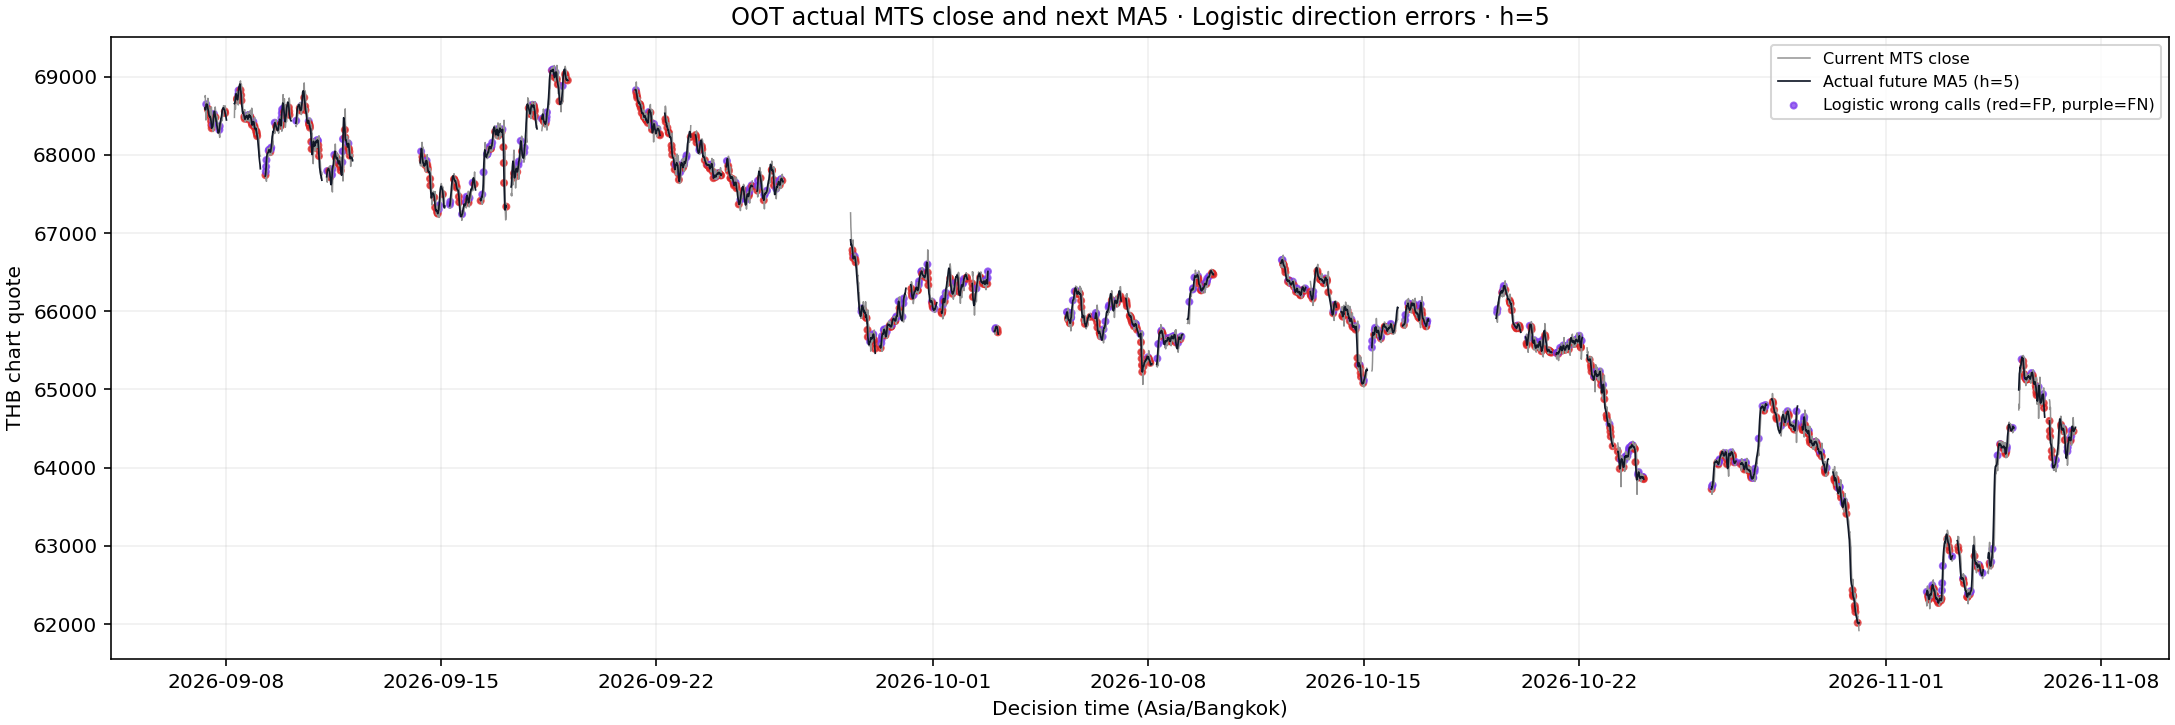 OOT actual MTS close and next MA5 · Logistic direction errors · h=5
Current MTS close
Actual future MA5 (h=5)
Logistic wrong calls (red=FP, purple=FN)
THB chart quote
69000
68000
67000
66000
65000
64000
63000
62000
2026-09-08
2026-09-15
2026-09-22
2026-10-01
2026-10-08
2026-10-15
2026-10-22
2026-11-01
2026-11-08
Decision time (Asia/Bangkok)